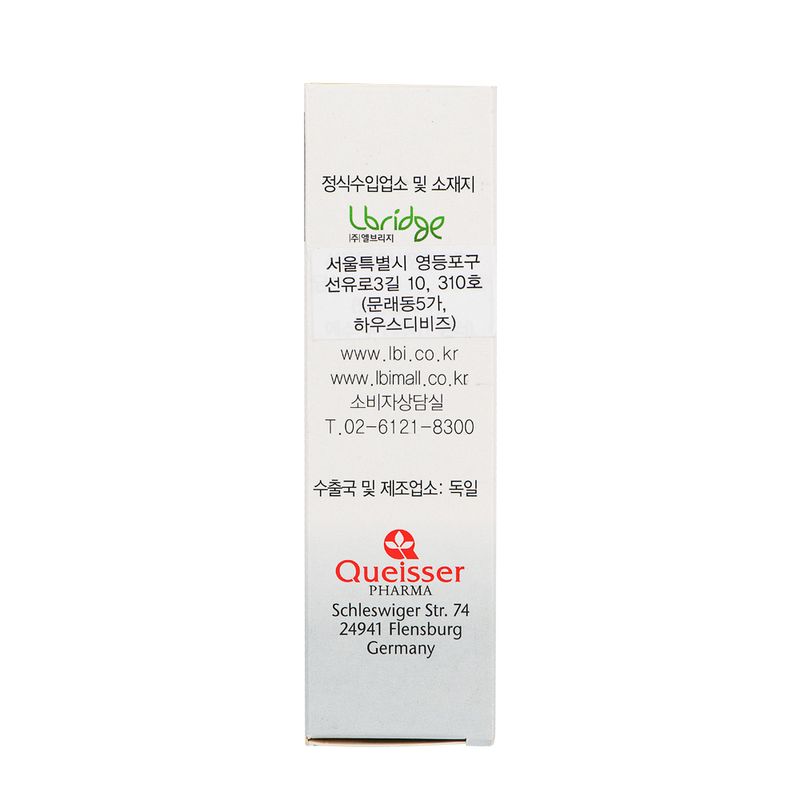 정식수입업소 및 소재지
Lbridge
(주)엘브리지
서울특별시 영등포구
선유로3길 10, 310호
(문래동5가,
하우스디비즈)
www.lbi.co.kr
www.lbimall.co.kr
소비자상담실
T.02-6121-8300
수출국 및 제조업소: 독일
Queisser
PHARMA
Schleswiger Str. 74
24941 Flensburg
Germany